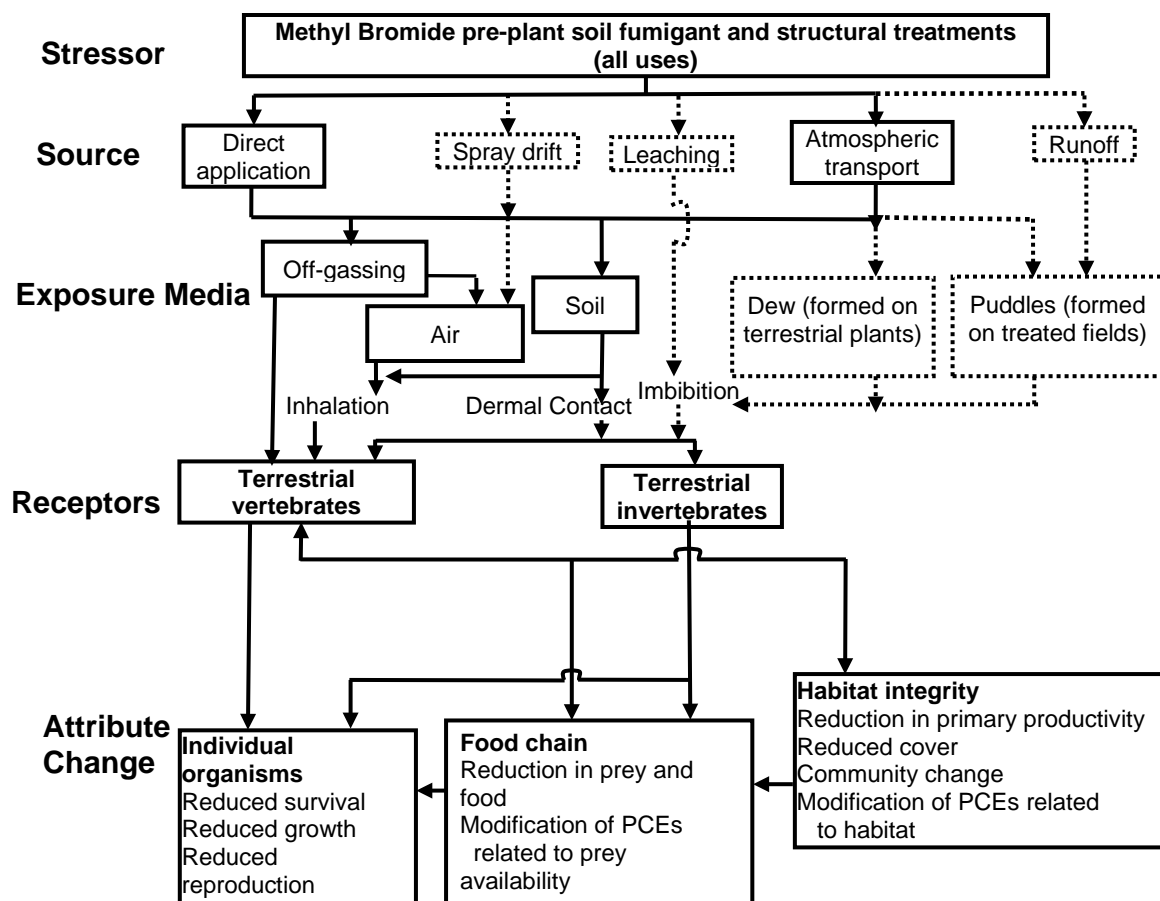 Stressor
Methyl Bromide pre-plant soil fumigant and structural treatments
(all uses)
Source
Direct
application
Spray drift
Leaching
Atmospheric
transport
Runoff
Exposure Media
Off-gassing
Air
Soil
Dew (formed on
terrestrial plants)
Puddles (formed
on treated fields)
Inhalation
Dermal Contact
Imbibition
Receptors
Terrestrial
vertebrates
Terrestrial
invertebrates
Attribute
Change
Individual
organisms
Reduced survival
Reduced growth
Reduced
reproduction
Food chain
Reduction in prey and
food
Modification of PCEs
related to prey
availability
Habitat integrity
Reduction in primary productivity
Reduced cover
Community change
Modification of PCEs related
to habitat